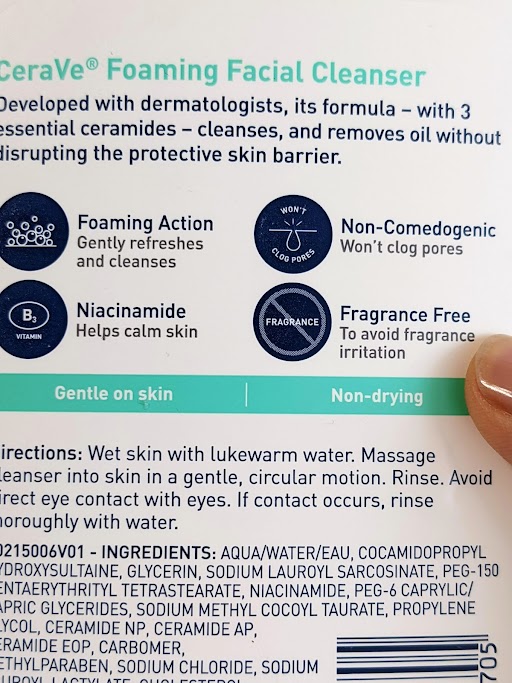 CeraVe® Foaming Facial Cleanser
Developed with dermatologists, its formula – with 3
essential ceramides – cleanses, and removes oil without
disrupting the protective skin barrier.
Foaming Action
Gently refreshes
and cleanses
WON'T
CLOG PORES
Non-Comedogenic
Won't clog pores
B3
VITAMIN
Niacinamide
Helps calm skin
FRAGRANCE
Fragrance Free
To avoid fragrance
irritation
Gentle on skin
Non-drying
irections: Wet skin with lukewarm water. Massage
leanser into skin in a gentle, circular motion. Rinse. Avoid
irect eye contact with eyes. If contact occurs, rinse
horoughly with water.
0215006V01 - INGREDIENTS: AQUA/WATER/EAU, COCAMIDOPROPYL
YDROXYSULTAINE, GLYCERIN, SODIUM LAUROYL SARCOSINATE, PEG-150
ENTAERYTHRITYL TETRASTEARATE, NIACINAMIDE, PEG-6 CAPRYLIC/
APRIC GLYCERIDES, SODIUM METHYL COCOYL TAURATE, PROPYLENE
LYCOL, CERAMIDE NP, CERAMIDE AP,
ERAMIDE EOP, CARBOMER,
ETHYLPARABEN, SODIUM CHLORIDE, SODIUM
LACTYLATE, CHOLESTEROL
705